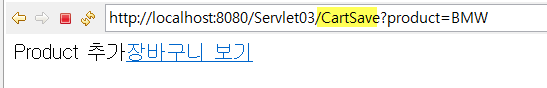 http://localhost:8080/Servlet03/CartSave?product=BMW
Product 추가장바구니 보기